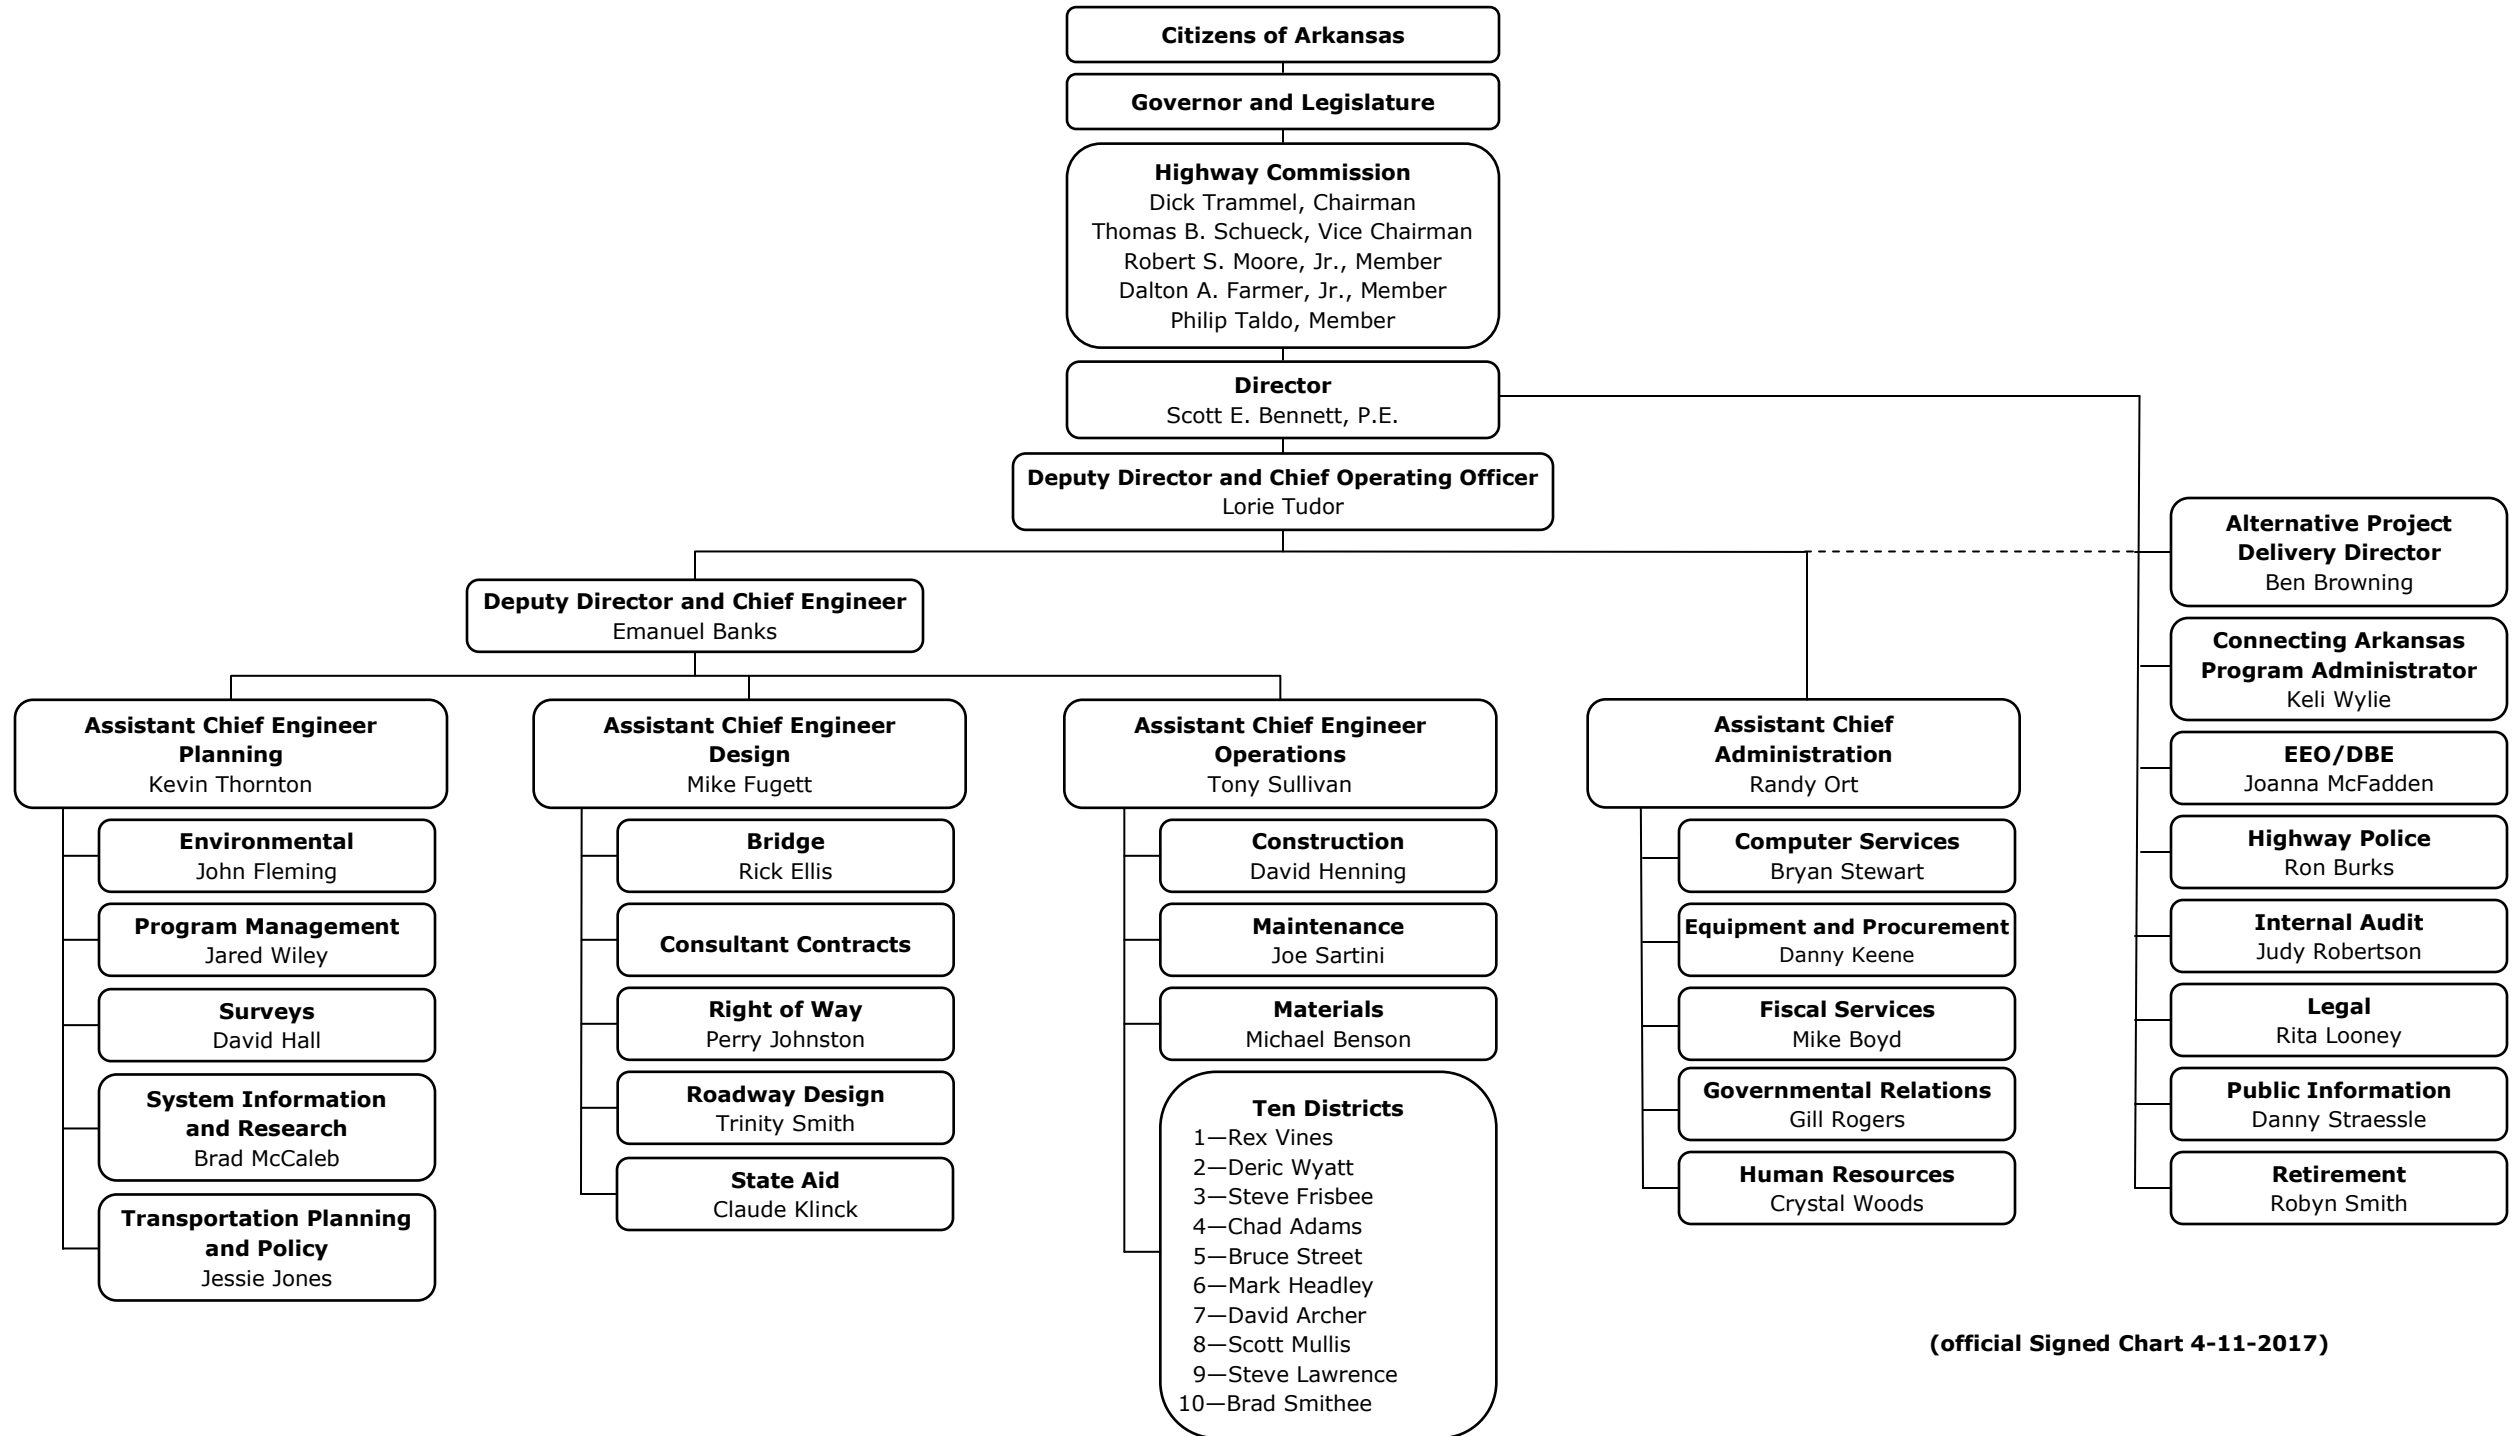 Citizens of Arkansas
Governor and Legislature
Highway Commission
Dick Trammel, Chairman
Thomas B. Schueck, Vice Chairman
Robert S. Moore, Jr., Member
Dalton A. Farmer, Jr., Member
Philip Taldo, Member
Director
Scott E. Bennett, P.E.
Deputy Director and Chief Operating Officer
Lorie Tudor
Deputy Director and Chief Engineer
Emanuel Banks
Assistant Chief Engineer
Planning
Kevin Thornton
Environmental
John Fleming
Program Management
Jared Wiley
Surveys
David Hall
System Information
and Research
Brad McCaleb
Transportation Planning
and Policy
Jessie Jones
Assistant Chief Engineer
Design
Mike Fugett
Bridge
Rick Ellis
Consultant Contracts
Right of Way
Perry Johnston
Roadway Design
Trinity Smith
State Aid
Claude Klinck
Assistant Chief Engineer
Operations
Tony Sullivan
Construction
David Henning
Maintenance
Joe Sartini
Materials
Michael Benson
Ten Districts
1—Rex Vines
2—Deric Wyatt
3—Steve Frisbee
4—Chad Adams
5—Bruce Street
6—Mark Headley
7—David Archer
8—Scott Mullis
9—Steve Lawrence
10—Brad Smithee
Assistant Chief
Administration
Randy Ort
Computer Services
Bryan Stewart
Equipment and Procurement
Danny Keene
Fiscal Services
Mike Boyd
Governmental Relations
Gill Rogers
Human Resources
Crystal Woods
Alternative Project
Delivery Director
Ben Browning
Connecting Arkansas
Program Administrator
Keli Wylie
EEO/DBE
Joanna McFadden
Highway Police
Ron Burks
Internal Audit
Judy Robertson
Legal
Rita Looney
Public Information
Danny Straessle
Retirement
Robyn Smith
(official Signed Chart 4-11-2017)